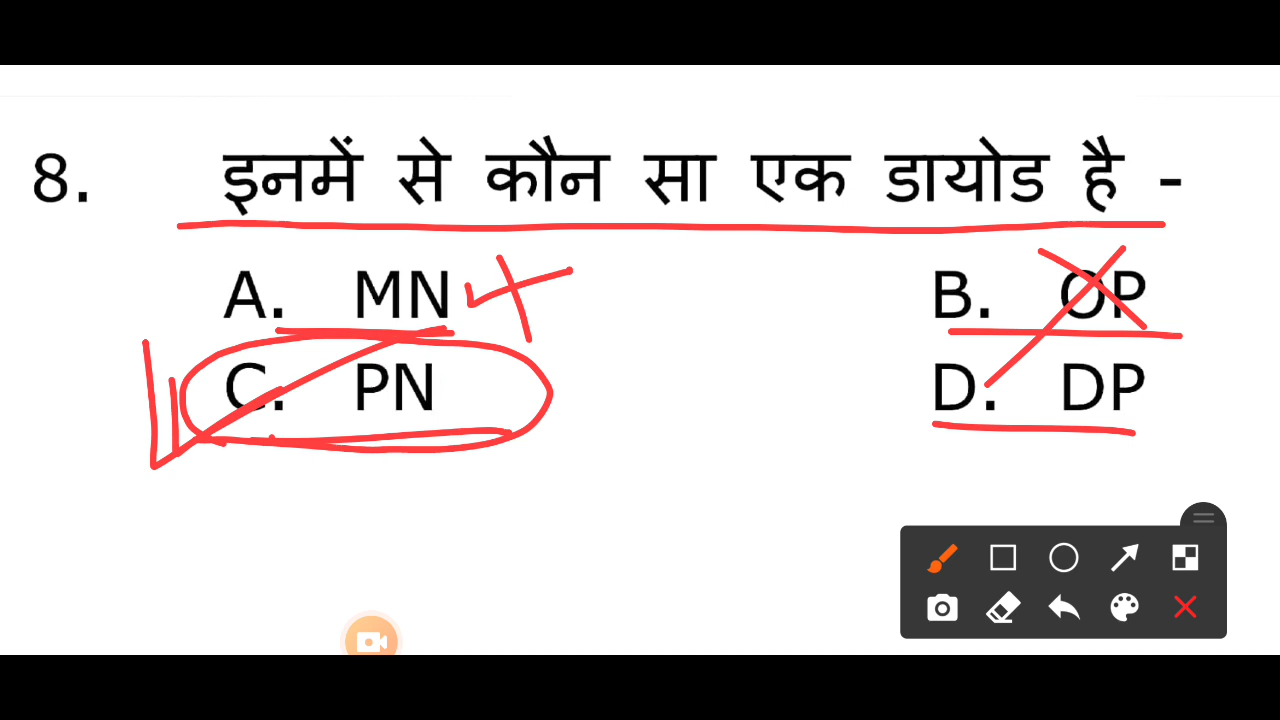 8. इनमें से कौन सा एक डायोड है -
A. MN B. OP
C. PN D. DP